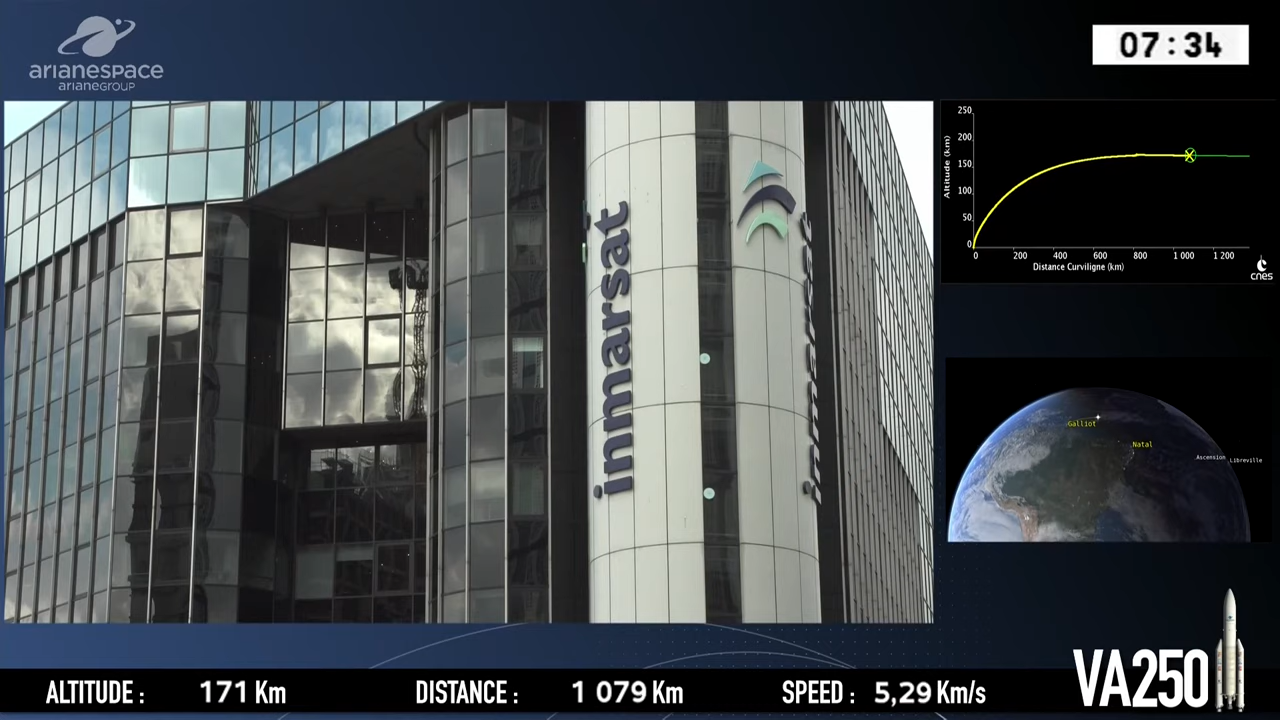 arianespace
arianeGROUP
07:34
inmarsat
inmarsat
250
200
150
100
50
0
Altitude (km)
0 200 400 600 800 1 000 1 200
Distance Curviligne (km)
cnes
Galliot
Natal
Ascension
Libreville
VA250
ALTITUDE : 171 Km DISTANCE : 1 079 Km SPEED : 5,29 Km/s